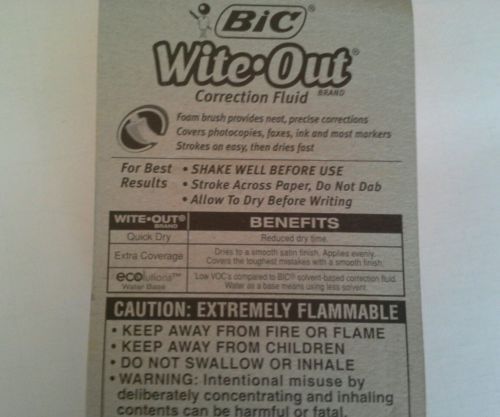 BIC®
Wite•Out®
BRAND
Correction Fluid
Foam brush provides neat, precise corrections
Covers photocopies, faxes, ink and most markers
Strokes on easy, then dries fast
For Best Results
• SHAKE WELL BEFORE USE
• Stroke Across Paper, Do Not Dab
• Allow To Dry Before Writing
WITE•OUT® BRAND BENEFITS
Quick Dry Reduced dry time.
Extra Coverage Dries to a smooth satin finish. Applies evenly.
Covers the toughest mistakes with a smooth finish.
ecolutions™ Low VOC's compared to BIC® solvent-based correction fluid.
Water Base Water as a base means using less solvent.
CAUTION: EXTREMELY FLAMMABLE
• KEEP AWAY FROM FIRE OR FLAME
• KEEP AWAY FROM CHILDREN
• DO NOT SWALLOW OR INHALE
• WARNING: Intentional misuse by
deliberately concentrating and inhaling
contents can be harmful or fatal.